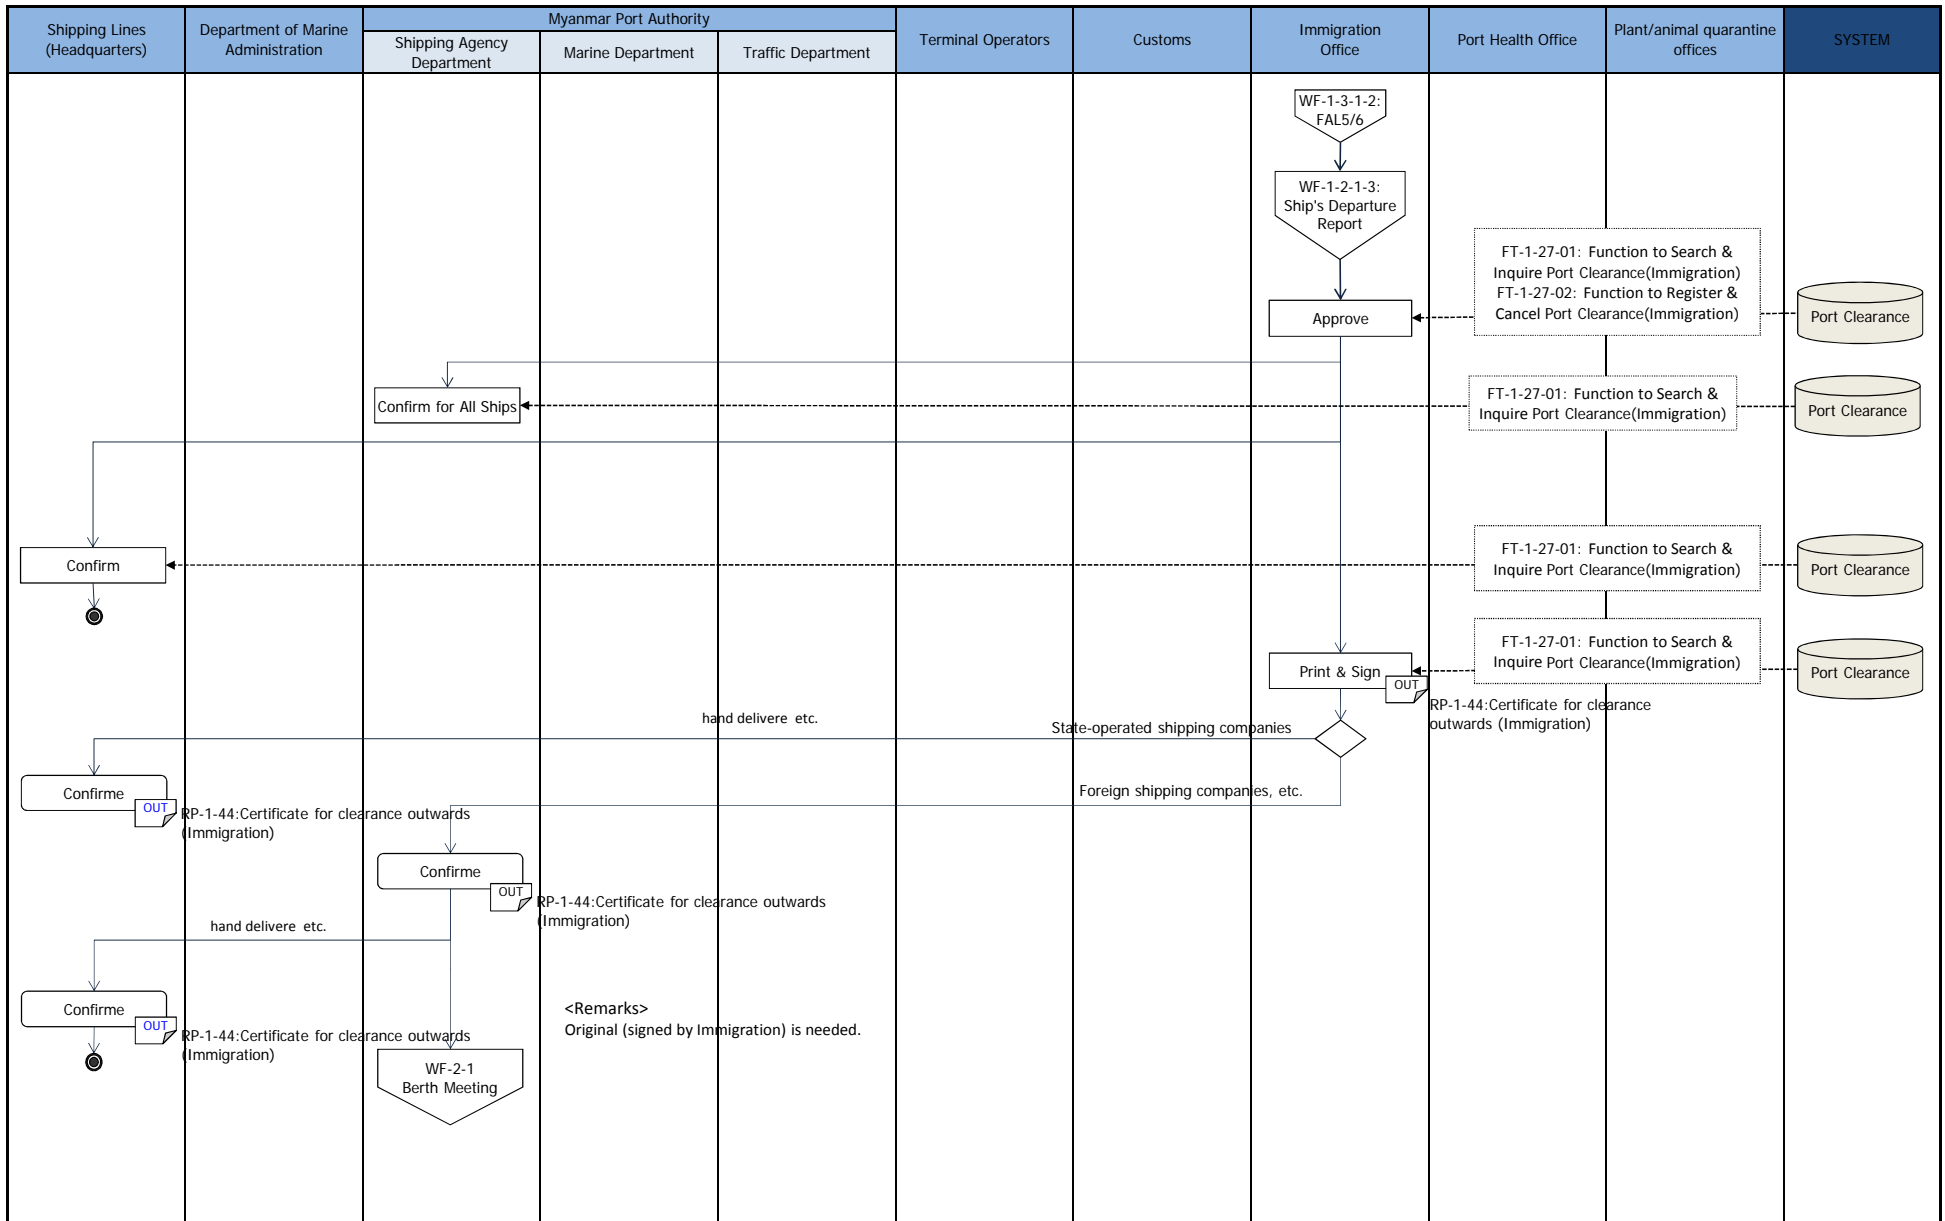 Shipping Lines
(Headquarters)
Department of Marine
Administration
Myanmar Port Authority
Shipping Agency
Department
Marine Department
Traffic Department
Terminal Operators
Customs
Immigration
Office
Port Health Office
Plant/animal quarantine
offices
SYSTEM
WF-1-3-1-2:
FAL5/6
WF-1-2-1-3:
Ship's Departure
Report
FT-1-27-01: Function to Search &
Inquire Port Clearance(Immigration)
FT-1-27-02: Function to Register &
Cancel Port Clearance(Immigration)
Approve
Port Clearance
Confirm for All Ships
FT-1-27-01: Function to Search &
Inquire Port Clearance(Immigration)
Port Clearance
Confirm
FT-1-27-01: Function to Search &
Inquire Port Clearance(Immigration)
Port Clearance
Print & Sign
OUT
FT-1-27-01: Function to Search &
Inquire Port Clearance(Immigration)
Port Clearance
RP-1-44:Certificate for clearance
outwards (Immigration)
hand delivere etc.
State-operated shipping companies
Confirme
OUT
RP-1-44:Certificate for clearance outwards
(Immigration)
Foreign shipping companies, etc.
Confirme
OUT
RP-1-44:Certificate for clearance outwards
(Immigration)
hand delivere etc.
Confirme
OUT
RP-1-44:Certificate for clearance outwards
(Immigration)
<Remarks>
Original (signed by Immigration) is needed.
WF-2-1
Berth Meeting